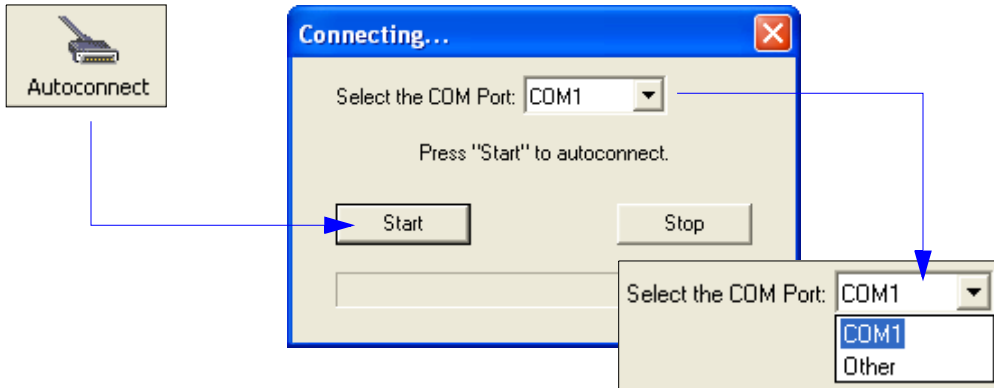 Autoconnect
Connecting...
Select the COM Port: COM1
Press "Start" to autoconnect.
Start Stop
Select the COM Port: COM1
COM1
Other